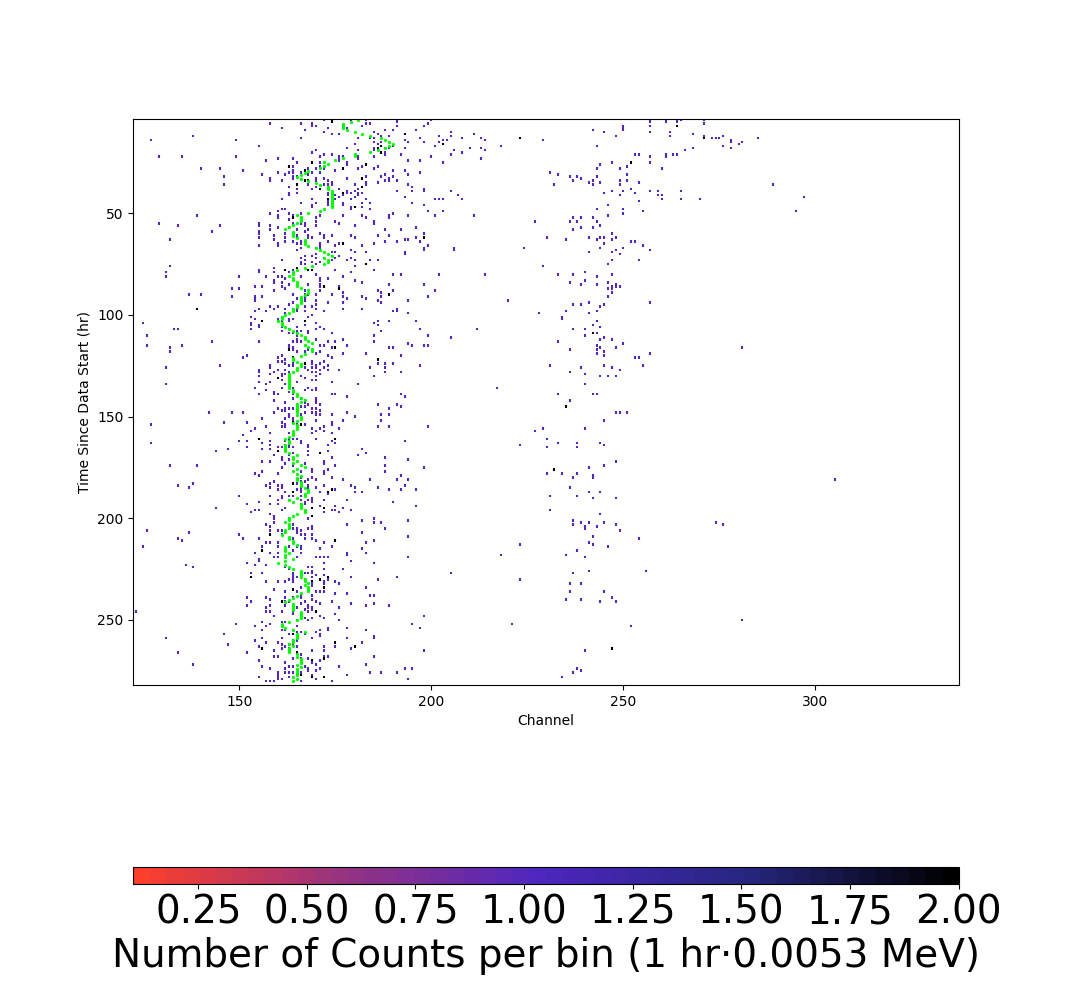 50
100
150
200
250
Time Since Data Start (hr)
150 200 250 300
Channel
0.25 0.50 0.75 1.00 1.25 1.50 1.75 2.00
Number of Counts per bin (1 hr·0.0053 MeV)